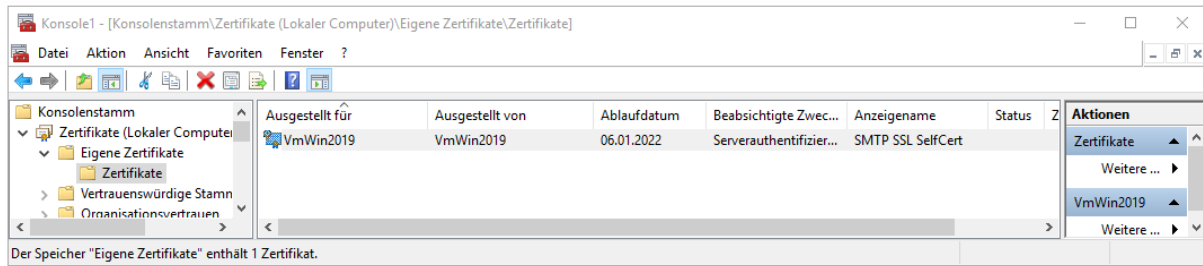 Konsole1 - [Konsolenstamm\Zertifikate (Lokaler Computer)\Eigene Zertifikate\Zertifikate]
Datei Aktion Ansicht Favoriten Fenster ?
Konsolenstamm
Zertifikate (Lokaler Computer
Eigene Zertifikate
Zertifikate
Vertrauenswürdige Stamn
Organisationsvertrauen
Ausgestellt für Ausgestellt von Ablaufdatum Beabsichtigte Zwec... Anzeigename Status Z
VmWin2019 VmWin2019 06.01.2022 Serverauthentifizier... SMTP SSL SelfCert
Aktionen
Zertifikate
Weitere ...
VmWin2019
Weitere ...
Der Speicher "Eigene Zertifikate" enthält 1 Zertifikat.